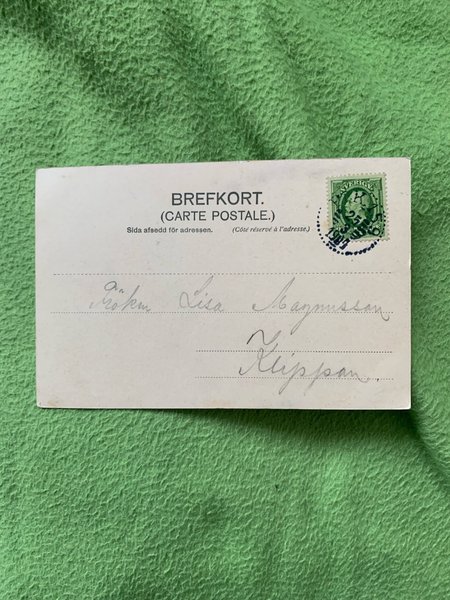 BREFKORT.
(CARTE POSTALE.)
Sida afsedd för adressen. (Côté réservé à l'adresse.)
SVERIGE
Fröken Lisa Magnusson
Klippan.